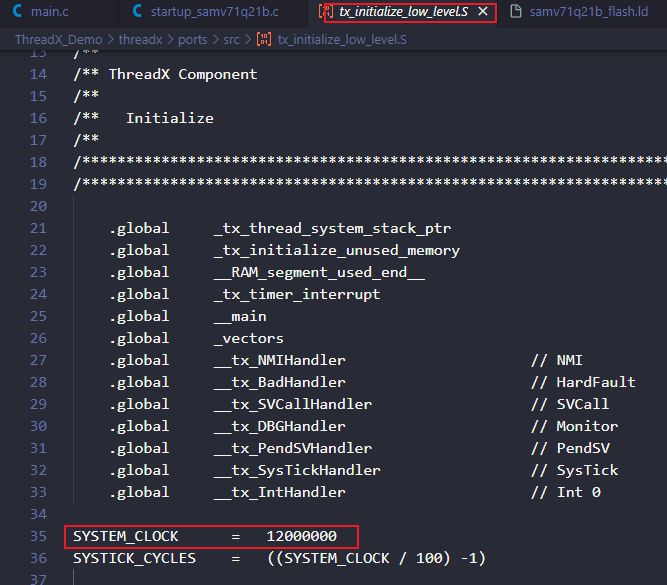 main.c startup_samv71q21b.c tx_initialize_low_level.S samv71q21b_flash.ld
ThreadX_Demo > threadx > ports > src > tx_initialize_low_level.S
13 /**
14 /** ThreadX Component
15 /**
16 /**   Initialize
17 /**
18 /*******************************************************************
19 /*******************************************************************
20
21     .global     _tx_thread_system_stack_ptr
22     .global     _tx_initialize_unused_memory
23     .global     __RAM_segment_used_end__
24     .global     _tx_timer_interrupt
25     .global     __main
26     .global     _vectors
27     .global     __tx_NMIHandler                     // NMI
28     .global     __tx_BadHandler                     // HardFault
29     .global     __tx_SVCallHandler                  // SVCall
30     .global     __tx_DBGHandler                     // Monitor
31     .global     __tx_PendSVHandler                  // PendSV
32     .global     __tx_SysTickHandler                 // SysTick
33     .global     __tx_IntHandler                     // Int 0
34
35 SYSTEM_CLOCK      =   12000000
36 SYSTICK_CYCLES    =   ((SYSTEM_CLOCK / 100) -1)
37